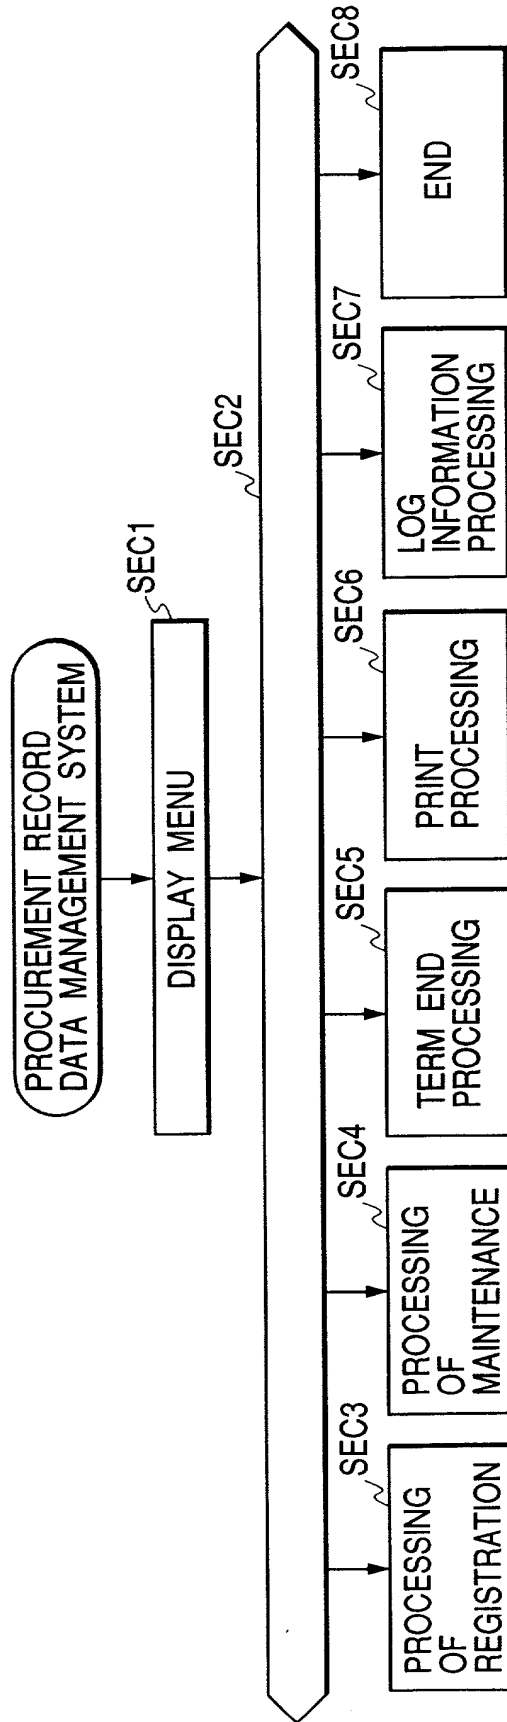 PROCUREMENT RECORD
DATA MANAGEMENT SYSTEM
SEC1
DISPLAY MENU
SEC2
SEC3
PROCESSING
OF
REGISTRATION
SEC4
PROCESSING
OF
MAINTENANCE
SEC5
TERM END
PROCESSING
SEC6
PRINT
PROCESSING
SEC7
LOG
INFORMATION
PROCESSING
SEC8
END